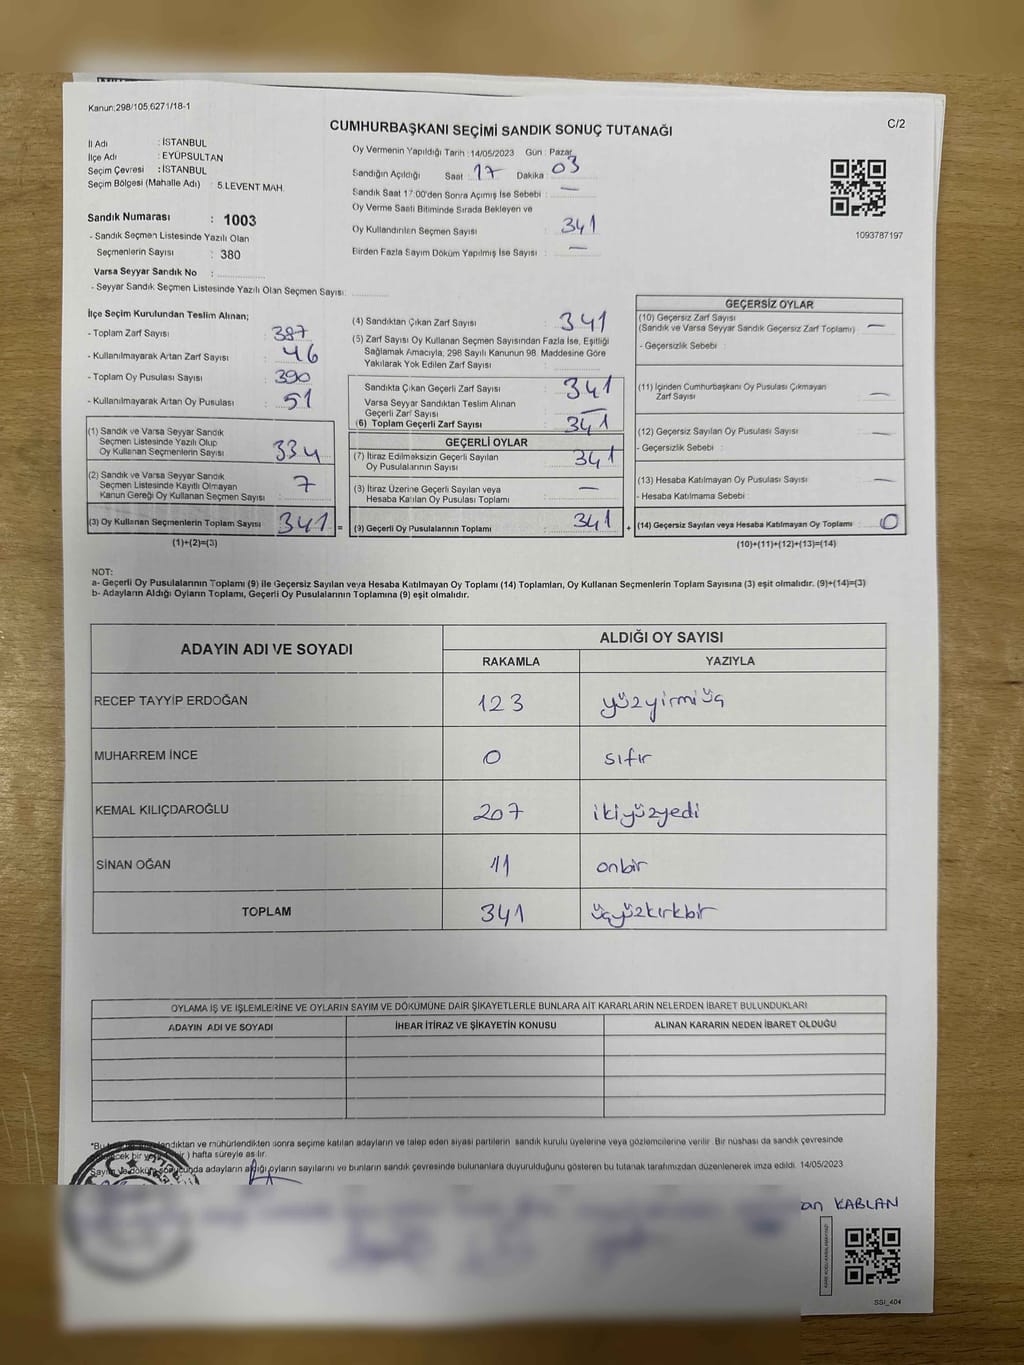 Kanun:298/105,6271/18-1
C/2
CUMHURBAŞKANI SEÇİMİ SANDIK SONUÇ TUTANAĞI
İl Adı : İSTANBUL
İlçe Adı : EYÜPSULTAN
Seçim Çevresi : İSTANBUL
Seçim Bölgesi (Mahalle Adı) : 5.LEVENT MAH.
Sandık Numarası : 1003
- Sandık Seçmen Listesinde Yazılı Olan
Seçmenlerin Sayısı : 380
Varsa Seyyar Sandık No :
- Seyyar Sandık Seçmen Listesinde Yazılı Olan Seçmen Sayısı:
Oy Vermenin Yapıldığı Tarih :14/05/2023 Gün : Pazar
Sandığın Açıldığı Saat : 17 Dakika : 03
Sandık Saat 17:00'den Sonra Açımış İse Sebebi : —
Oy Verme Saati Bitiminde Sırada Bekleyen ve
Oy Kullandırılen Seçmen Sayısı : 341
Birden Fazla Sayım Döküm Yapılmış İse Sayısı : —
1093787197
İlçe Seçim Kurulundan Teslim Alınan;
- Toplam Zarf Sayısı : 387
- Kullanılmayarak Artan Zarf Sayısı : 46
- Toplam Oy Pusulası Sayısı : 390
- Kullanılmayarak Artan Oy Pusulası : 51
(1) Sandık ve Varsa Seyyar Sandık
Seçmen Listesinde Yazılı Olup
Oy Kullanan Seçmenlerin Sayısı : 334
(2) Sandık ve Varsa Seyyar Sandık
Seçmen Listesinde Kayıtlı Olmayan
Kanun Gereği Oy Kullanan Seçmen Sayısı : 7
(3) Oy Kullanan Seçmenlerin Toplam Sayısı : 341 =
(1)+(2)=(3)
(4) Sandıktan Çıkan Zarf Sayısı : 341
(5) Zarf Sayısı Oy Kullanan Seçmen Sayısından Fazla İse, Eşitliği
Sağlamak Amacıyla, 298 Sayılı Kanunun 98. Maddesine Göre
Yakılarak Yok Edilen Zarf Sayısı :
Sandıkta Çıkan Geçerli Zarf Sayısı : 341
Varsa Seyyar Sandıktan Teslim Alınan
Geçerli Zarf Sayısı : —
(6) Toplam Geçerli Zarf Sayısı : 341
GEÇERLİ OYLAR
(7) İtiraz Edilmeksizin Geçerli Sayılan
Oy Pusulalarının Sayısı : 341
(8) İtiraz Üzerine Geçerli Sayılan veya
Hesaba Katılan Oy Pusulası Toplamı : —
(9) Geçerli Oy Pusulalarının Toplamı : 341 +
GEÇERSİZ OYLAR
(10) Geçersiz Zarf Sayısı
(Sandık ve Varsa Seyyar Sandık Geçersiz Zarf Toplamı) : —
- Geçersizlik Sebebi :
(11) İçinden Cumhurbaşkanı Oy Pusulası Çıkmayan
Zarf Sayısı : —
(12) Geçersiz Sayılan Oy Pusulası Sayısı : —
- Geçersizlik Sebebi :
(13) Hesaba Katılmayan Oy Pusulası Sayısı : —
- Hesaba Katılmama Sebebi :
(14) Geçersiz Sayılan veya Hesaba Katılmayan Oy Toplamı : 0
(10)+(11)+(12)+(13)=(14)
NOT:
a- Geçerli Oy Pusulalarının Toplamı (9) ile Geçersiz Sayılan veya Hesaba Katılmayan Oy Toplamı (14) Toplamları, Oy Kullanan Seçmenlerin Toplam Sayısına (3) eşit olmalıdır. (9)+(14)=(3)
b- Adayların Aldığı Oyların Toplamı, Geçerli Oy Pusulalarının Toplamına (9) eşit olmalıdır.
ADAYIN ADI VE SOYADI ALDIĞI OY SAYISI
RAKAMLA YAZIYLA
RECEP TAYYİP ERDOĞAN 123 yüzyirmiüç
MUHARREM İNCE 0 sıfır
KEMAL KILIÇDAROĞLU 207 ikiyüzyedi
SİNAN OĞAN 11 onbir
TOPLAM 341 üçyüzkırkbir
OYLAMA İŞ VE İŞLEMLERİNE VE OYLARIN SAYIM VE DÖKÜMÜNE DAİR ŞİKAYETLERLE BUNLARA AİT KARARLARIN NELERDEN İBARET BULUNDUKLARI
ADAYIN ADI VE SOYADI İHBAR İTİRAZ VE ŞİKAYETİN KONUSU ALINAN KARARIN NEDEN İBARET OLDUĞU
ve mühürlendikten sonra seçime katılan adayların ve talep eden siyasi partilerin sandık kurulu üyelerine veya gözlemcilerine verilir. Bir nüshası da sandık çevresinde
hafta süreyle asılır.
adayların aldığı oyların sayılarını ve bunların sandık çevresinde bulunanlara duyurulduğunu gösteren bu tutanak tarafımızdan düzenlenerek imza edildi. 14/05/2023
KABLAN
SSI_404